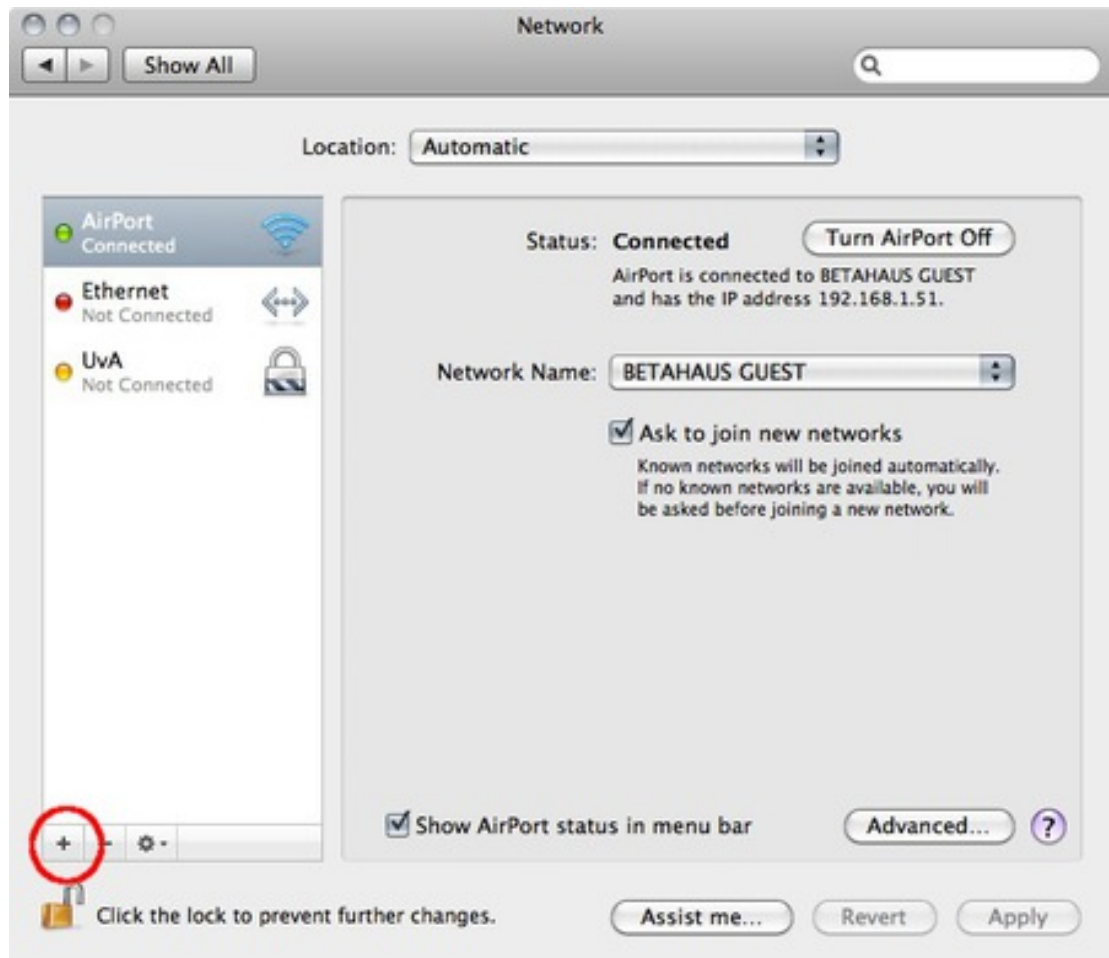 Network
Show All
Location: Automatic
AirPort
Connected
Ethernet
Not Connected
UvA
Not Connected
Status: Connected
Turn AirPort Off
AirPort is connected to BETAHAUS GUEST
and has the IP address 192.168.1.51.
Network Name: BETAHAUS GUEST
Ask to join new networks
Known networks will be joined automatically.
If no known networks are available, you will
be asked before joining a new network.
+ -
Show AirPort status in menu bar
Advanced... ?
Click the lock to prevent further changes.
Assist me... Revert Apply